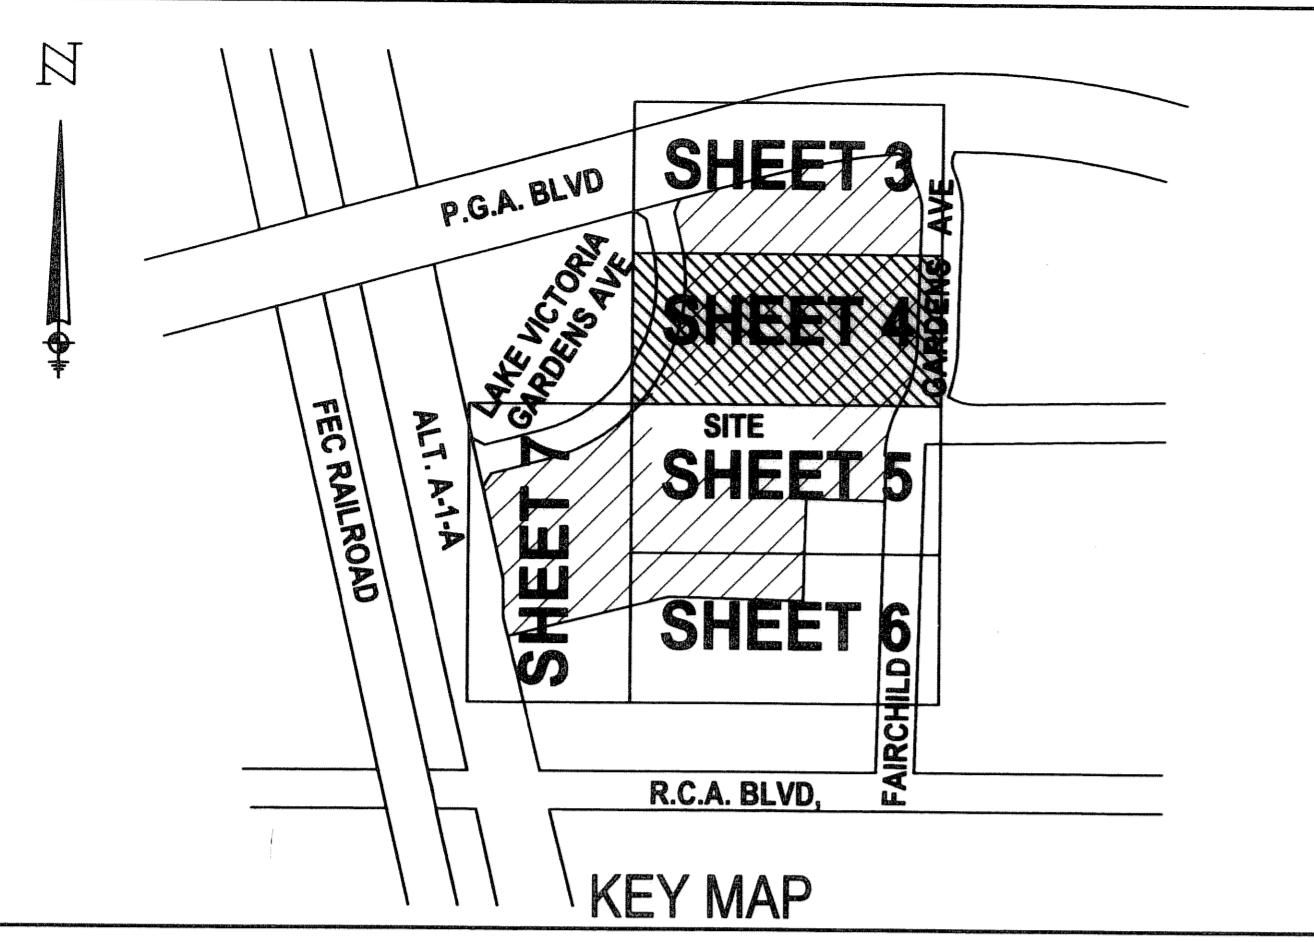 N
SHEET 3
P.G.A. BLVD
GARDENS AVE
LAKE VICTORIA
GARDENS AVE
SHEET 4
FEC RAILROAD
ALT. A-1-A
SITE
SHEET 5
SHEET 7
SHEET 6
FAIRCHILD
R.C.A. BLVD,
KEY MAP